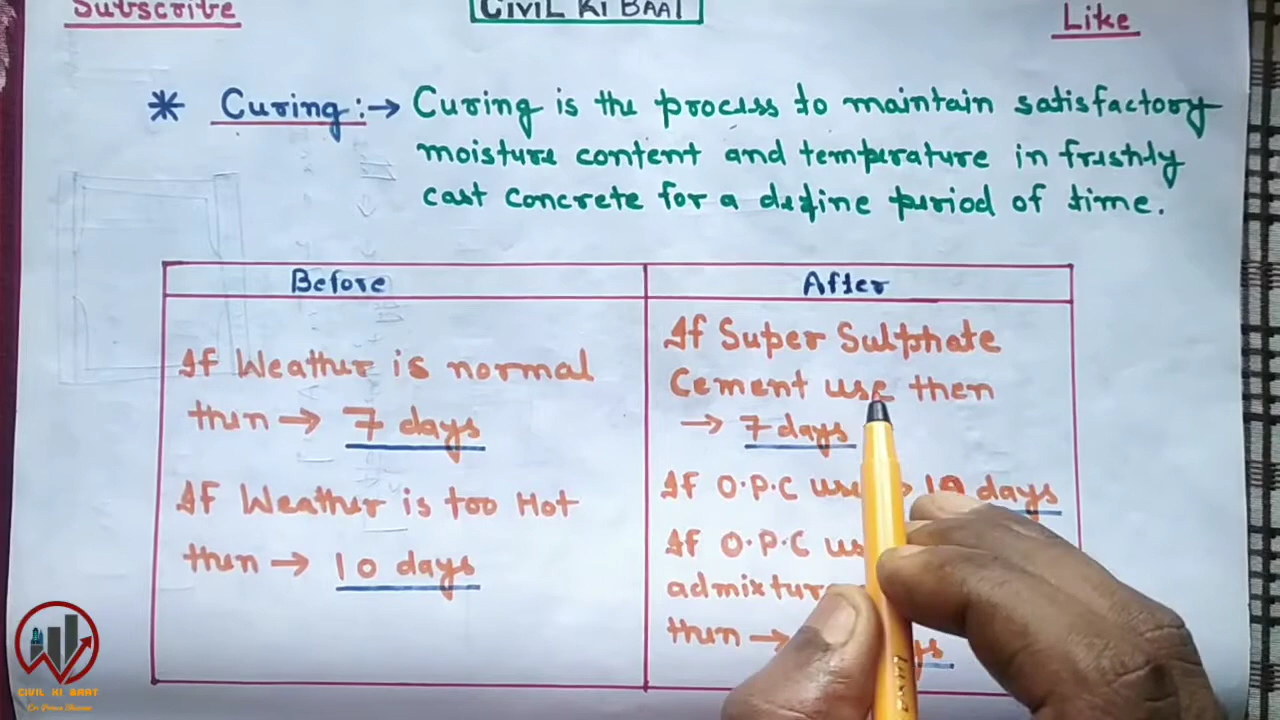 Subscribe
CIVIL KI BAAT
Like
* Curing :→ Curing is the process to maintain satisfactory
moisture content and temperature in freshly
cast concrete for a define period of time.
Before
After
If Weather is normal
then → 7 days
If Weather is too Hot
then → 10 days
If Super Sulphate
Cement use then
→ 7 days
If O.P.C use 10 days
If O.P.C
admixture
then →
CIVIL KI BAAT